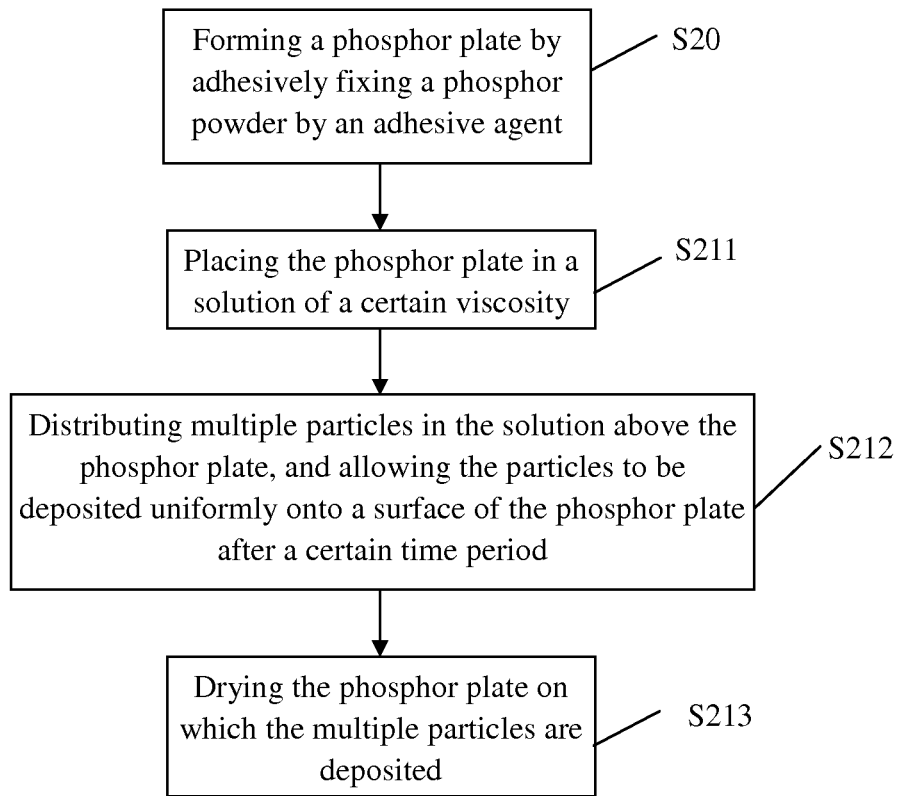 Forming a phosphor plate by
adhesively fixing a phosphor
powder by an adhesive agent
S20
Placing the phosphor plate in a
solution of a certain viscosity
S211
Distributing multiple particles in the solution above the
phosphor plate, and allowing the particles to be
deposited uniformly onto a surface of the phosphor plate
after a certain time period
S212
Drying the phosphor plate on
which the multiple particles are
deposited
S213